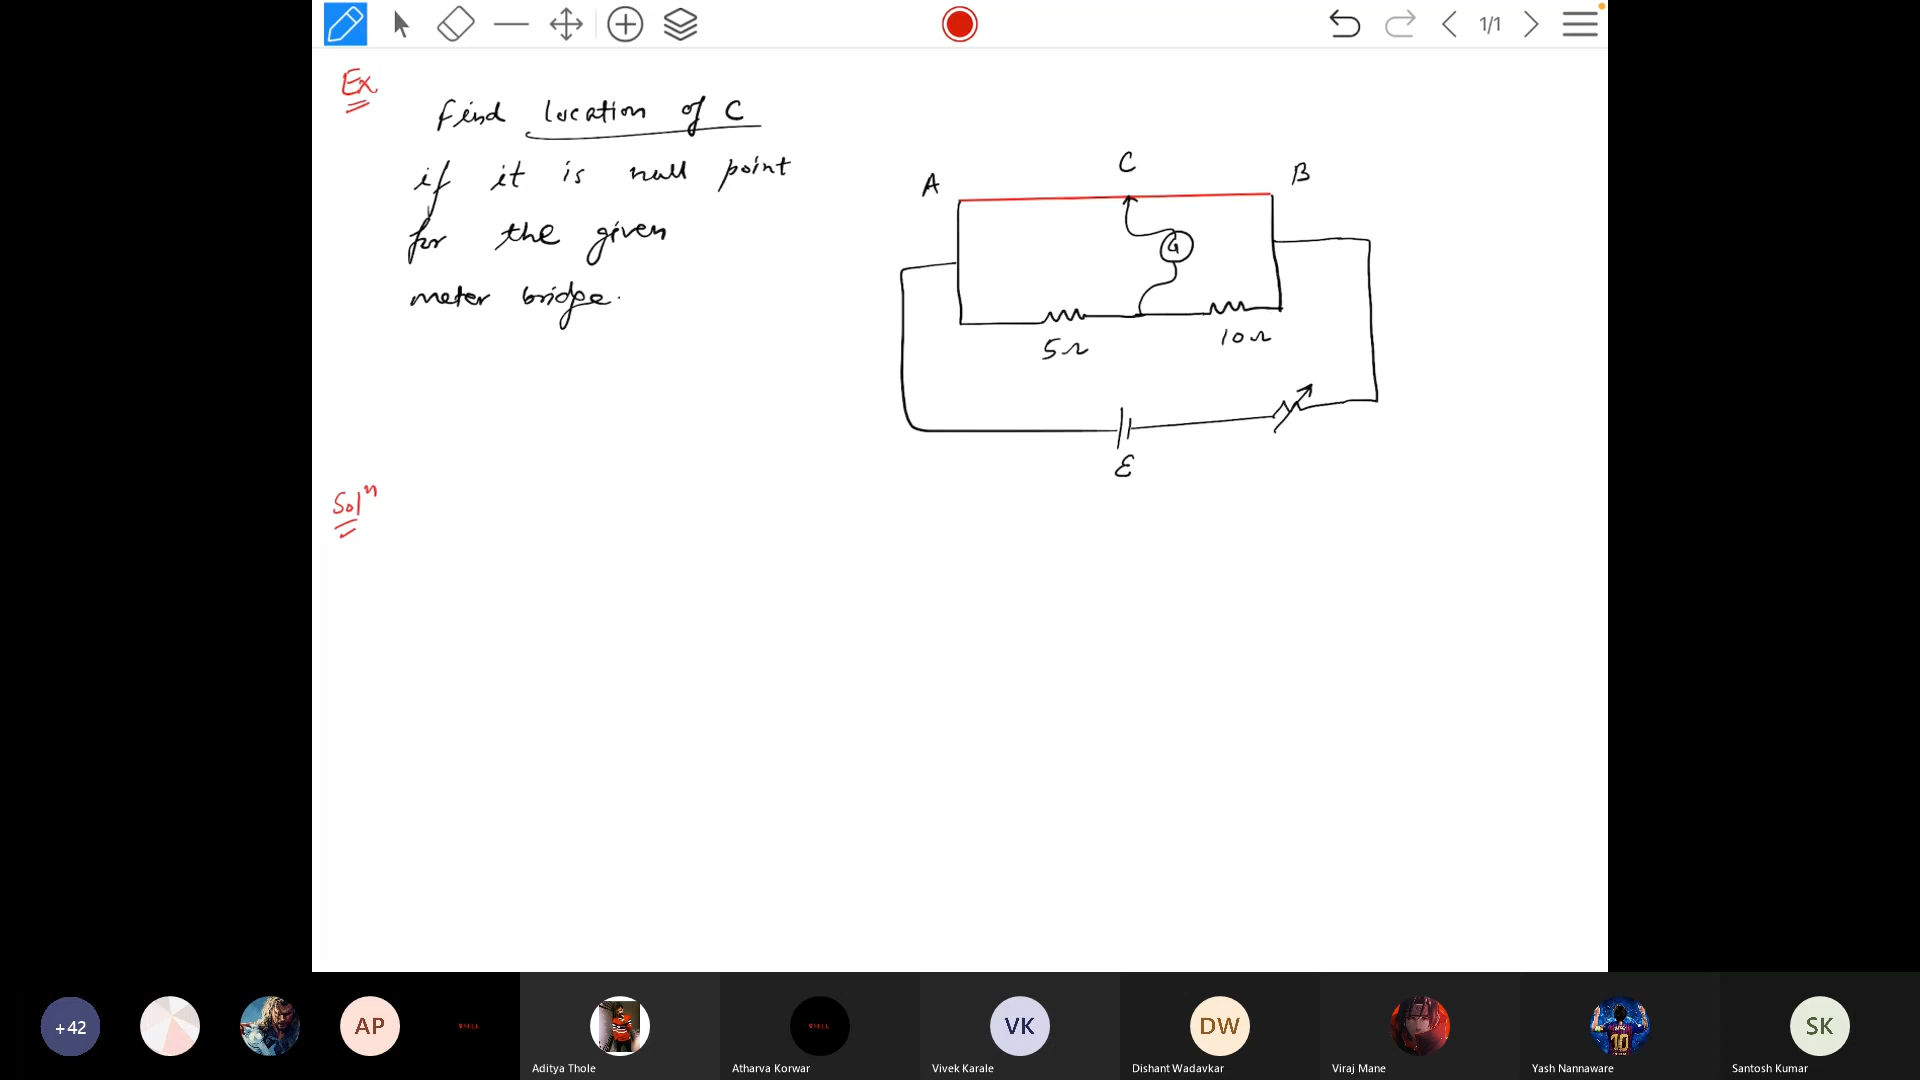 1/1
Ex
Find location of C
if it is null point
for the given
meter bridge.
A
C
B
G
5Ω
10Ω
ε
Solⁿ
+42
AP
VK
DW
10
SK
Aditya Thole
Atharva Korwar
Vivek Karale
Dishant Wadavkar
Viraj Mane
Yash Nannaware
Santosh Kumar